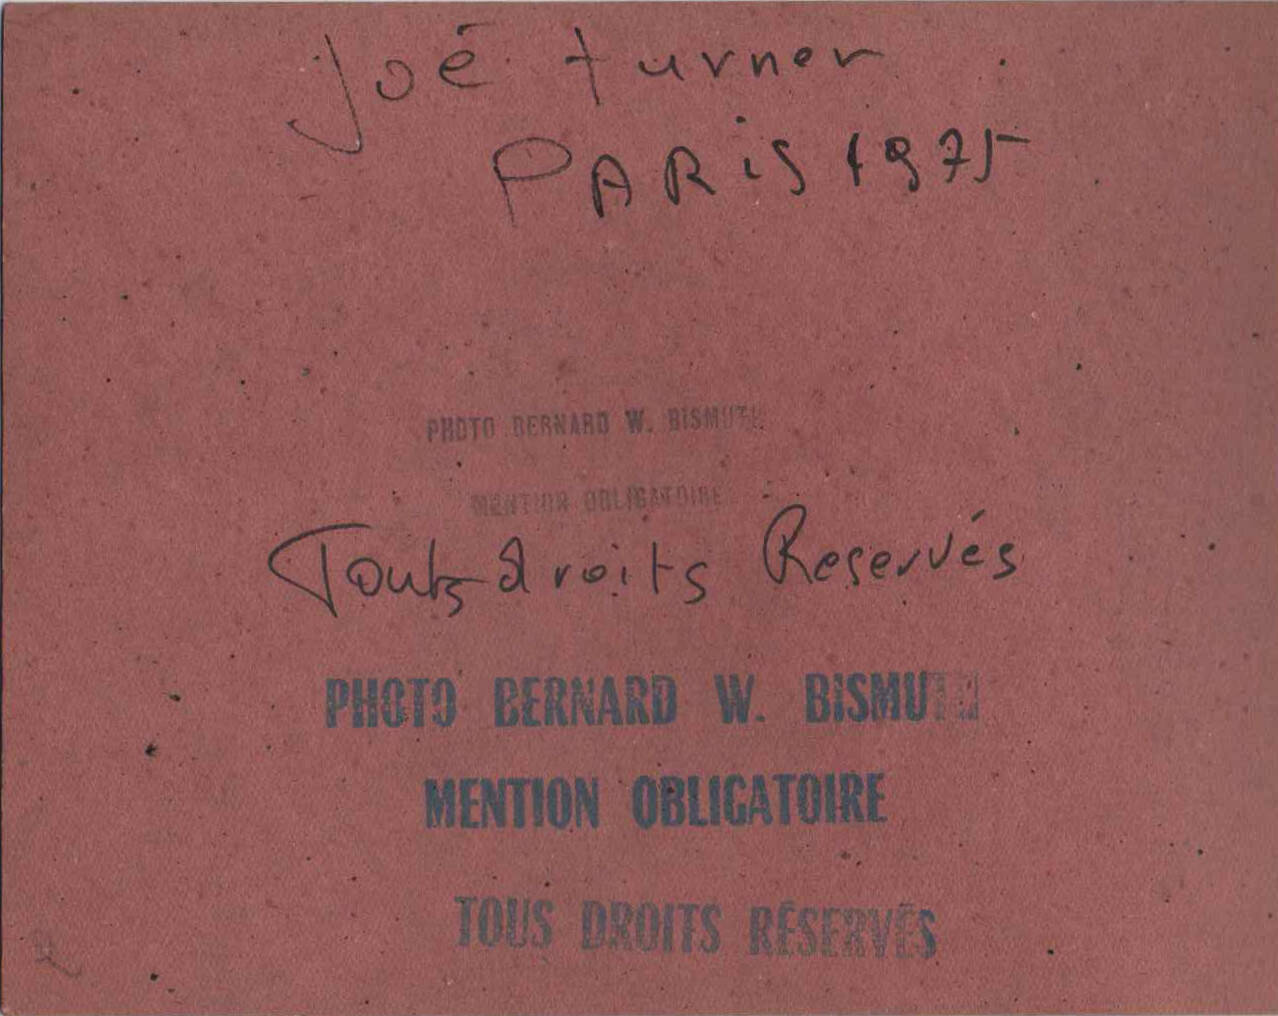 Joé turner
PARIS 1975
PHOTO BERNARD W. BISMUTH
MENTION OBLIGATOIRE
Touts droits Reservés
PHOTO BERNARD W. BISMUTH
MENTION OBLIGATOIRE
TOUS DROITS RÉSERVÉS